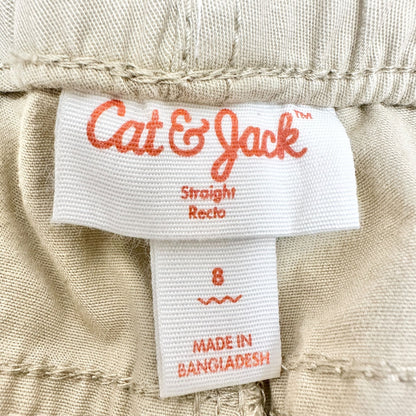 Cat & Jack™
Straight
Recto
8
MADE IN
BANGLADESH